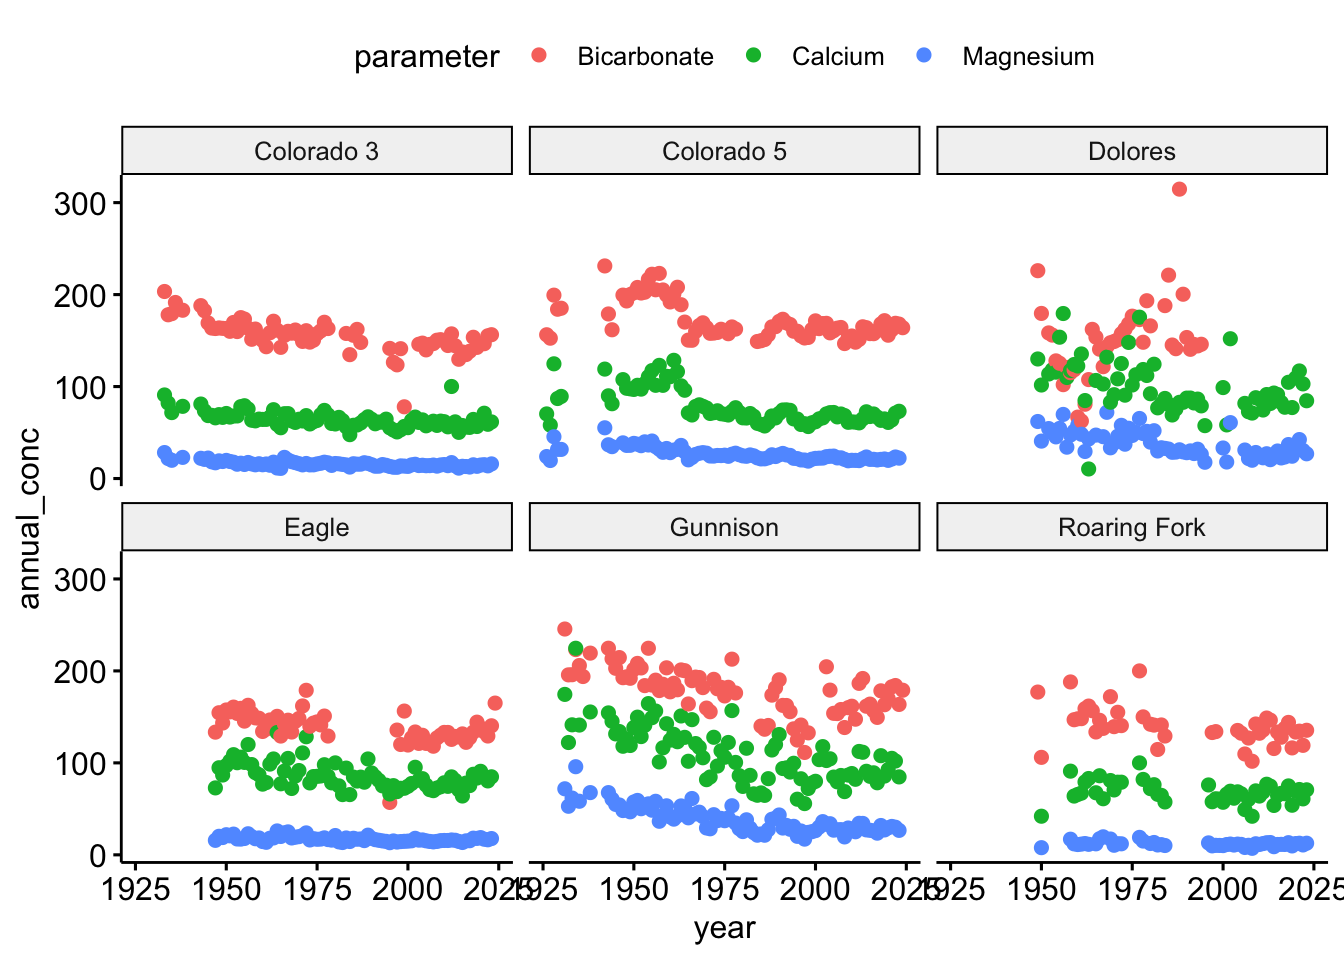 parameter Bicarbonate Calcium Magnesium
Colorado 3 Colorado 5 Dolores
300
200
100
0
annual_conc
Eagle Gunnison Roaring Fork
300
200
100
0
1925 1950 1975 2000 2025 1925 1950 1975 2000 2025 1925 1950 1975 2000 2025
year